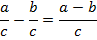 a/c − b/c = (a − b)/c